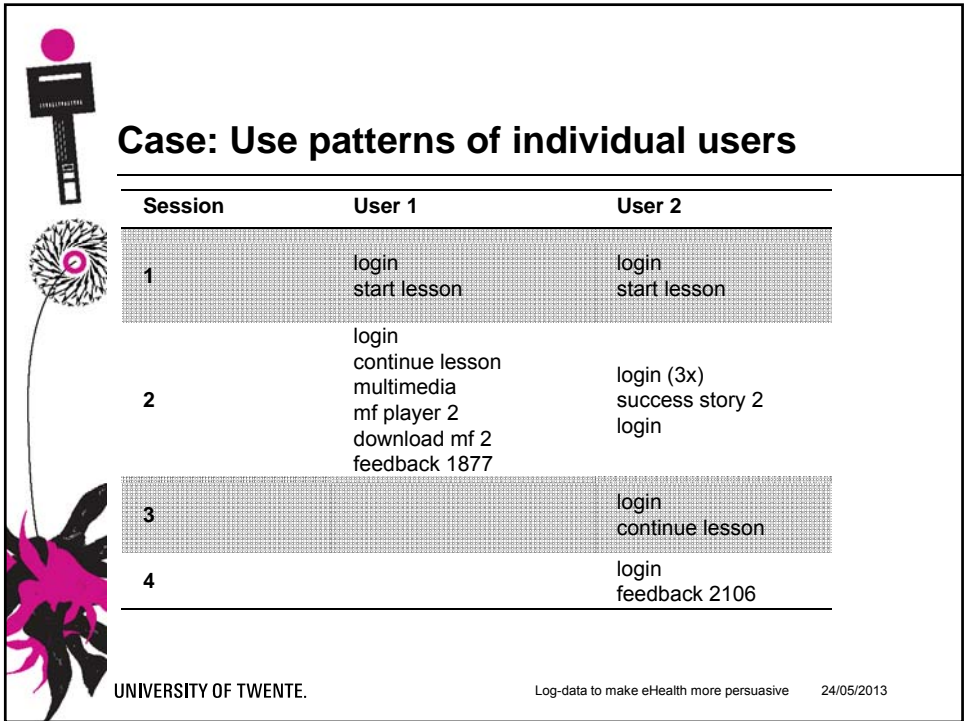 Case: Use patterns of individual users
Session User 1 User 2
1
login
start lesson
login
start lesson
2
login
continue lesson
multimedia
mf player 2
download mf 2
feedback 1877
login (3x)
success story 2
login
3
login
continue lesson
4
login
feedback 2106
UNIVERSITY OF TWENTE.
Log-data to make eHealth more persuasive 24/05/2013